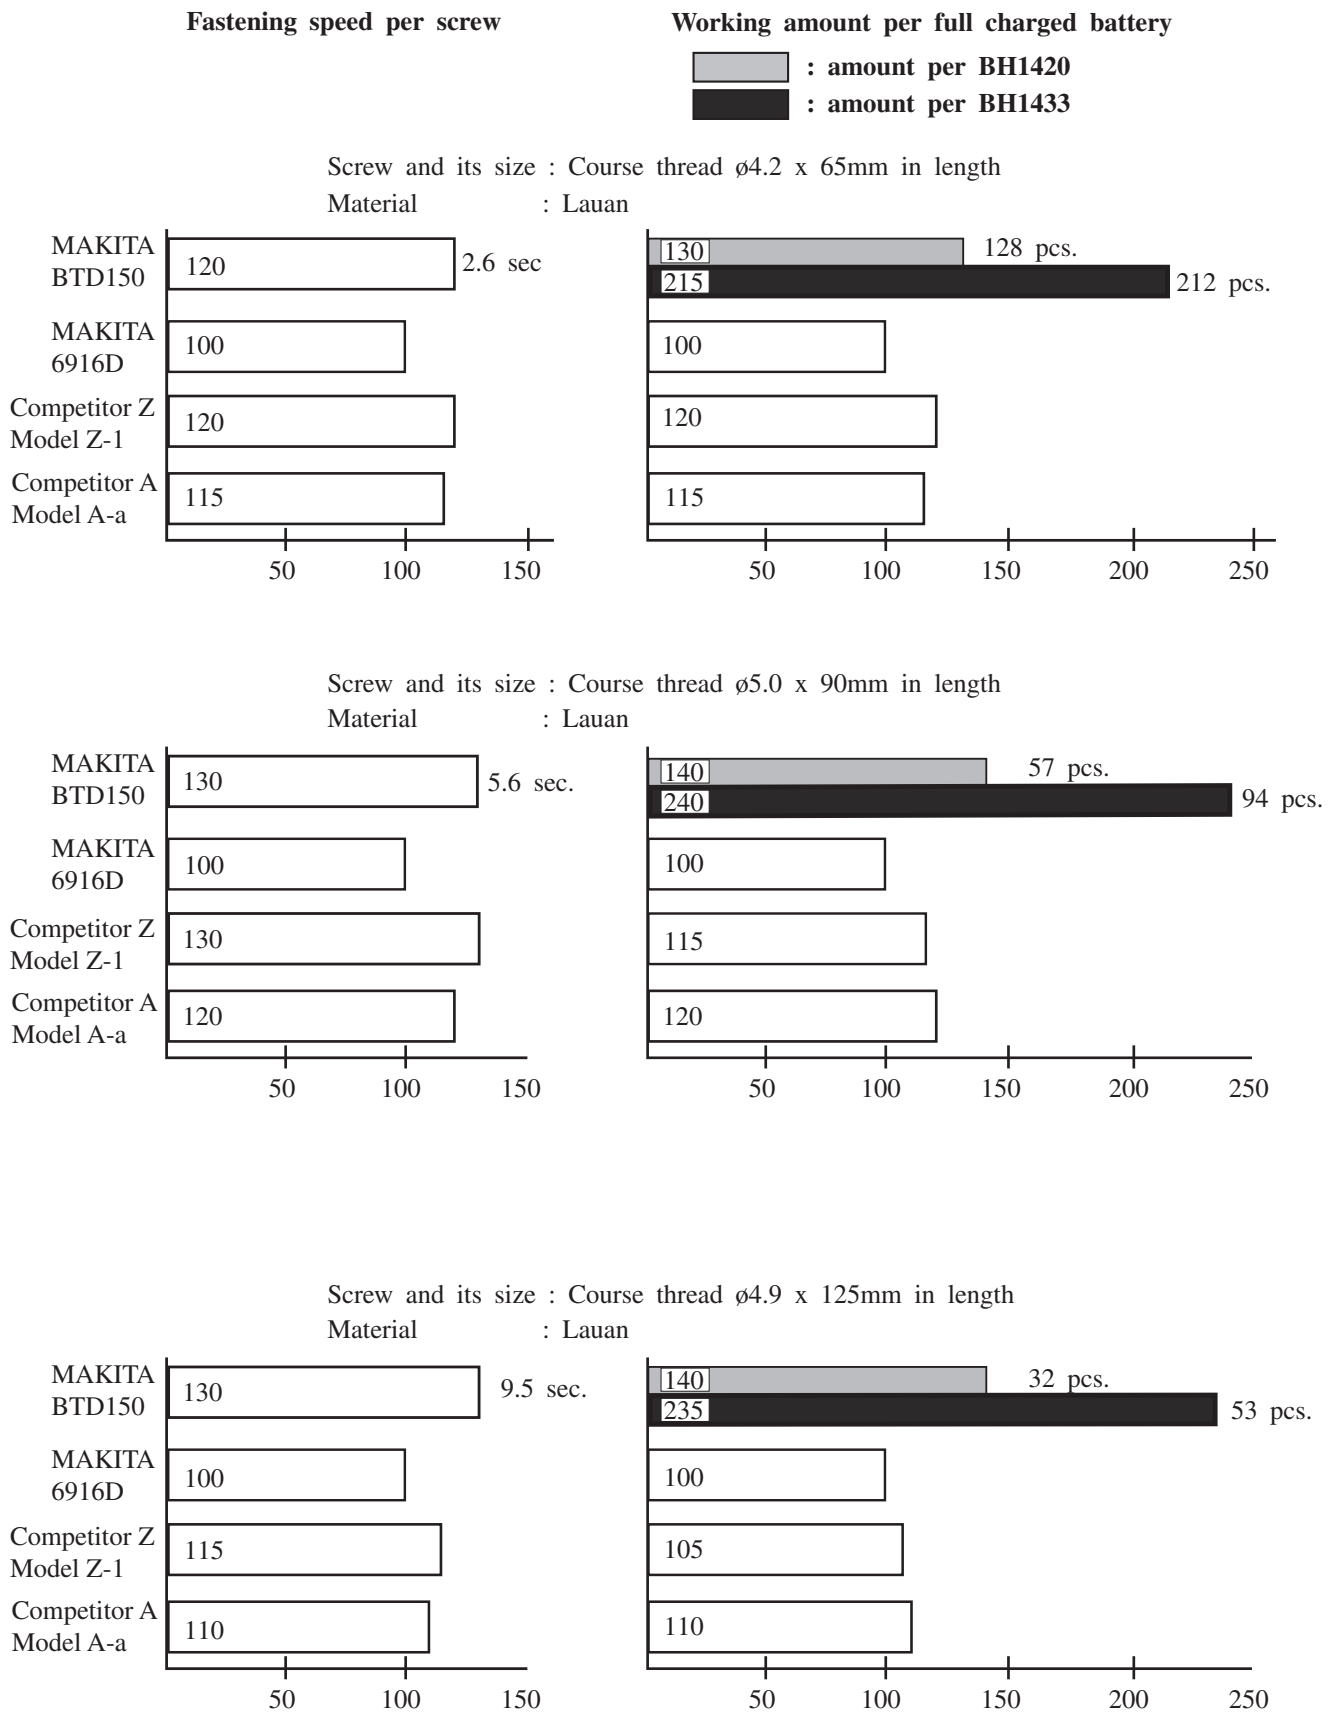 Fastening speed per screw
Working amount per full charged battery
: amount per BH1420
: amount per BH1433
Screw and its size : Course thread ø4.2 x 65mm in length
Material : Lauan
MAKITA
BTD150
120
2.6 sec
MAKITA
6916D
100
Competitor Z
Model Z-1
120
Competitor A
Model A-a
115
50 100 150
130
128 pcs.
215
212 pcs.
100
120
115
50 100 150 200 250
Screw and its size : Course thread ø5.0 x 90mm in length
Material : Lauan
MAKITA
BTD150
130
5.6 sec.
MAKITA
6916D
100
Competitor Z
Model Z-1
130
Competitor A
Model A-a
120
50 100 150
140
57 pcs.
240
94 pcs.
100
115
120
50 100 150 200 250
Screw and its size : Course thread ø4.9 x 125mm in length
Material : Lauan
MAKITA
BTD150
130
9.5 sec.
MAKITA
6916D
100
Competitor Z
Model Z-1
115
Competitor A
Model A-a
110
50 100 150
140
32 pcs.
235
53 pcs.
100
105
110
50 100 150 200 250